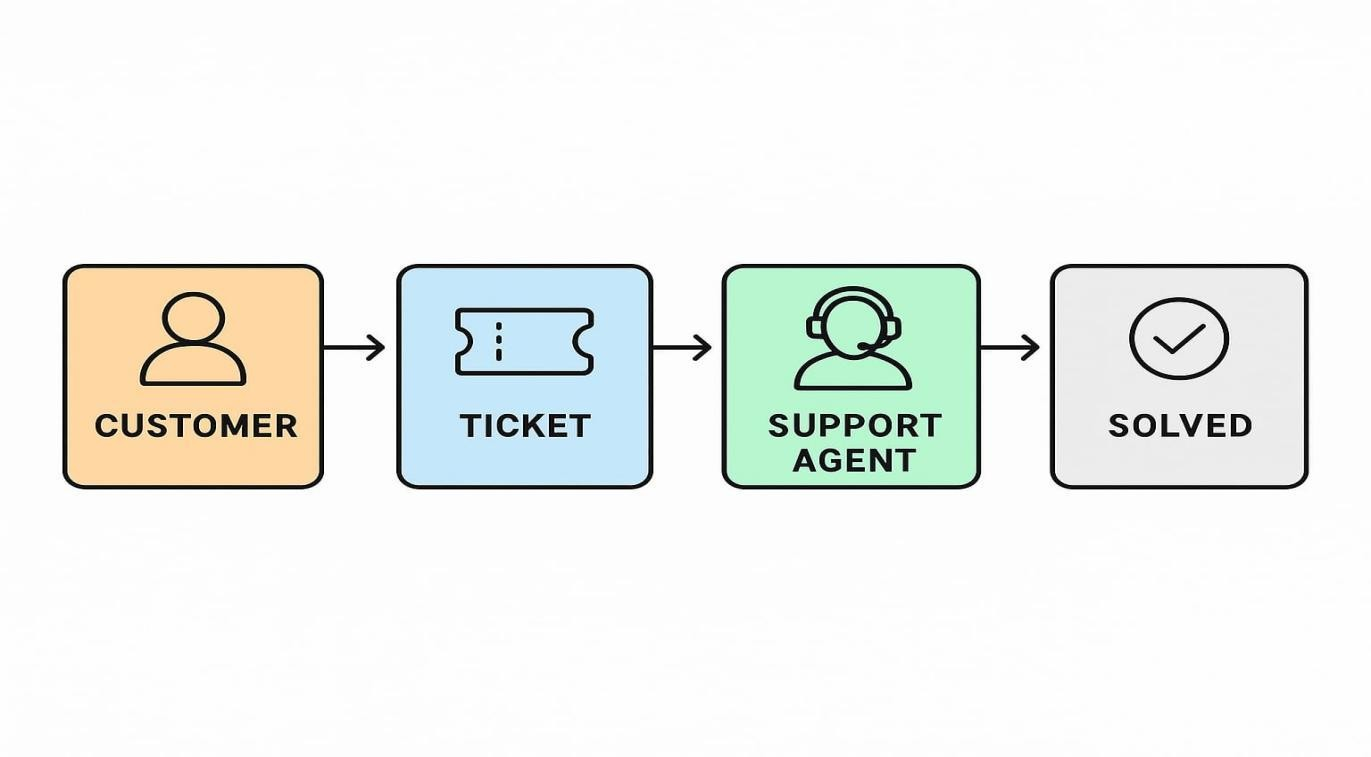 CUSTOMER
TICKET
SUPPORT
AGENT
SOLVED